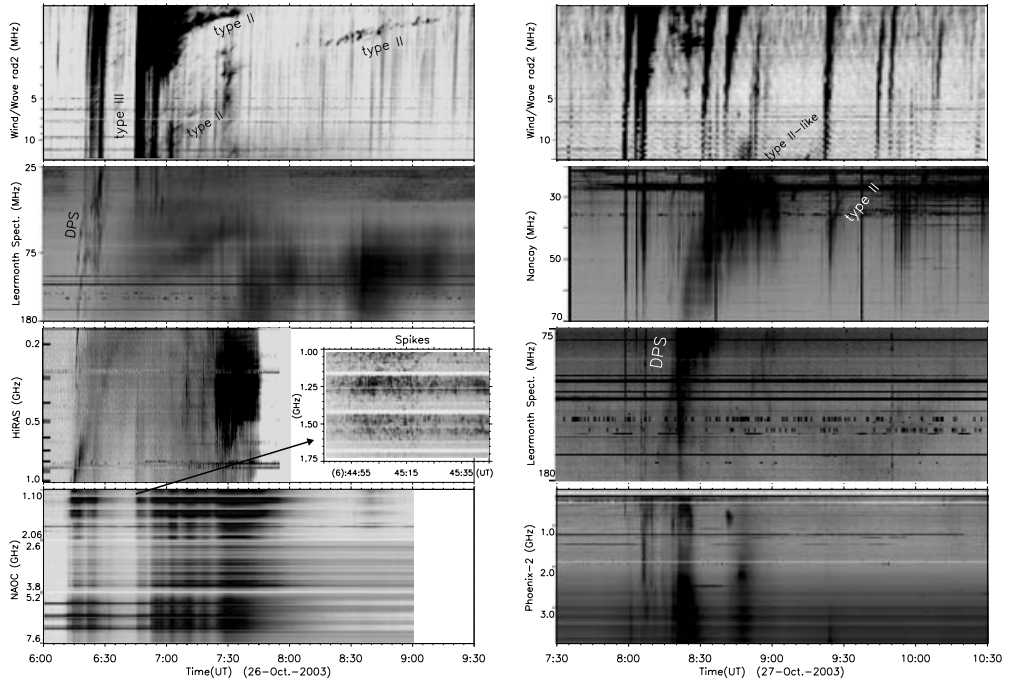 Wind/Wave rad2 (MHz)
5
10
type III
type II
type II
type II
Learmonth Spect. (MHz)
25
75
180
DPS
HiRAS (GHz)
0.2
0.5
1.0
Spikes
(GHz)
1.00
1.25
1.50
1.75
(6):44:55 45:15 45:35 (UT)
NAOC (GHz)
1.10
2.06
2.6
3.8
5.2
7.6
6:00 6:30 7:00 7:30 8:00 8:30 9:00 9:30
Time(UT) (26-Oct.-2003)
Wind/Wave rad2 (MHz)
5
10
type II-like
Nancay (MHz)
30
50
70
type II
Learmonth Spect. (MHz)
75
180
DPS
Phoenix-2 (GHz)
1.0
2.0
3.0
7:30 8:00 8:30 9:00 9:30 10:00 10:30
Time(UT) (27-Oct.-2003)